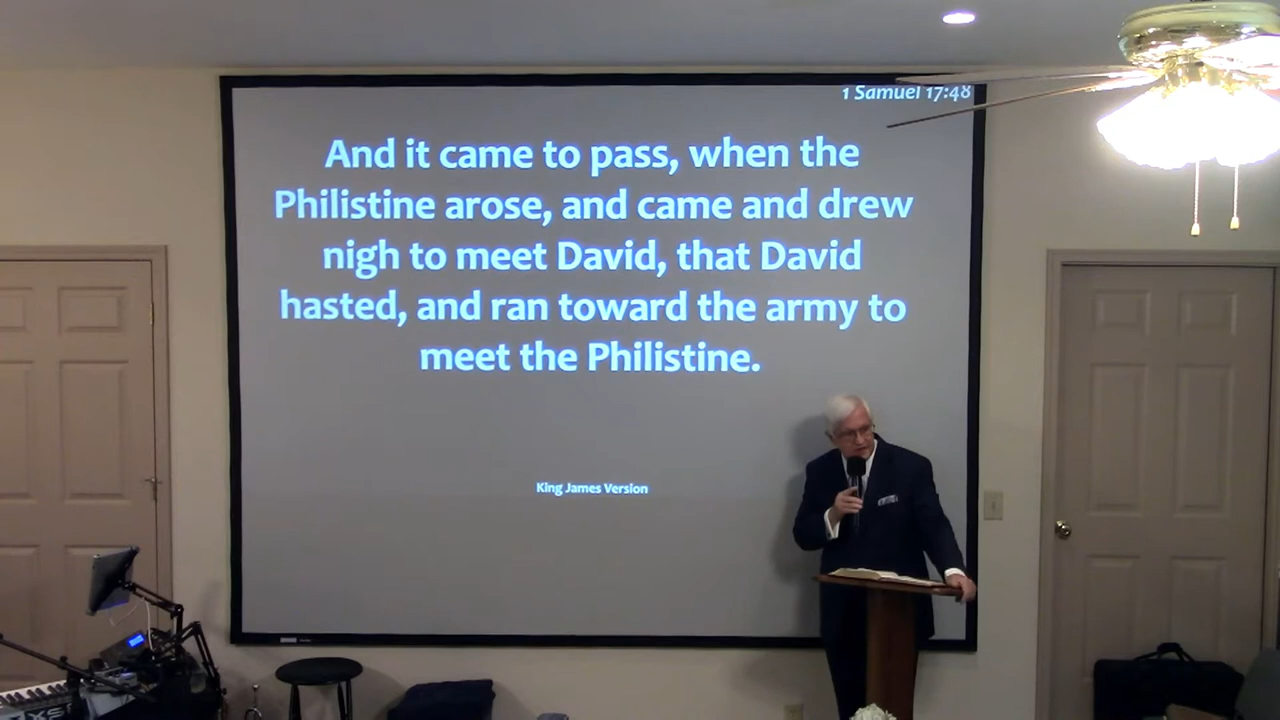 1 Samuel 17:48
And it came to pass, when the
Philistine arose, and came and drew
nigh to meet David, that David
hasted, and ran toward the army to
meet the Philistine.
King James Version